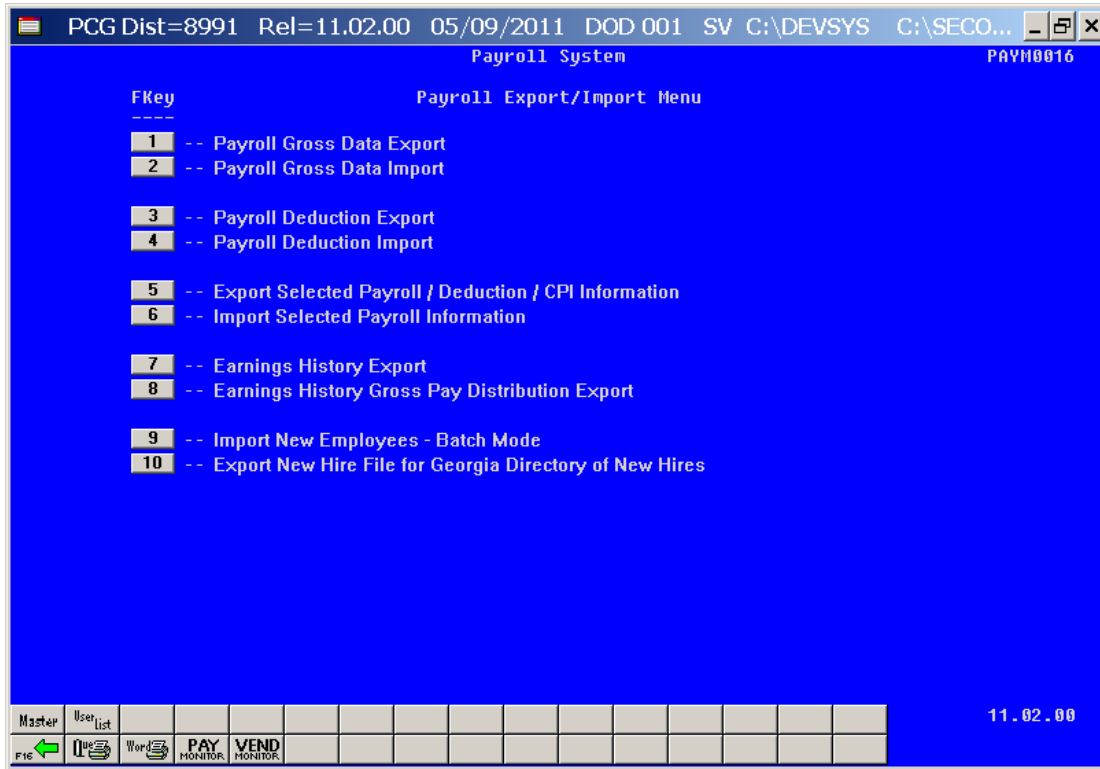 PCG Dist=8991 Rel=11.02.00 05/09/2011 DOD 001 SV C:\DEVSYS C:\SECO...
Payroll System PAYM0016
FKey Payroll Export/Import Menu
----
1 -- Payroll Gross Data Export
2 -- Payroll Gross Data Import
3 -- Payroll Deduction Export
4 -- Payroll Deduction Import
5 -- Export Selected Payroll / Deduction / CPI Information
6 -- Import Selected Payroll Information
7 -- Earnings History Export
8 -- Earnings History Gross Pay Distribution Export
9 -- Import New Employees - Batch Mode
10 -- Export New Hire File for Georgia Directory of New Hires
Master User List 11.02.00
F16 Que Word PAY MONITOR VEND MONITOR